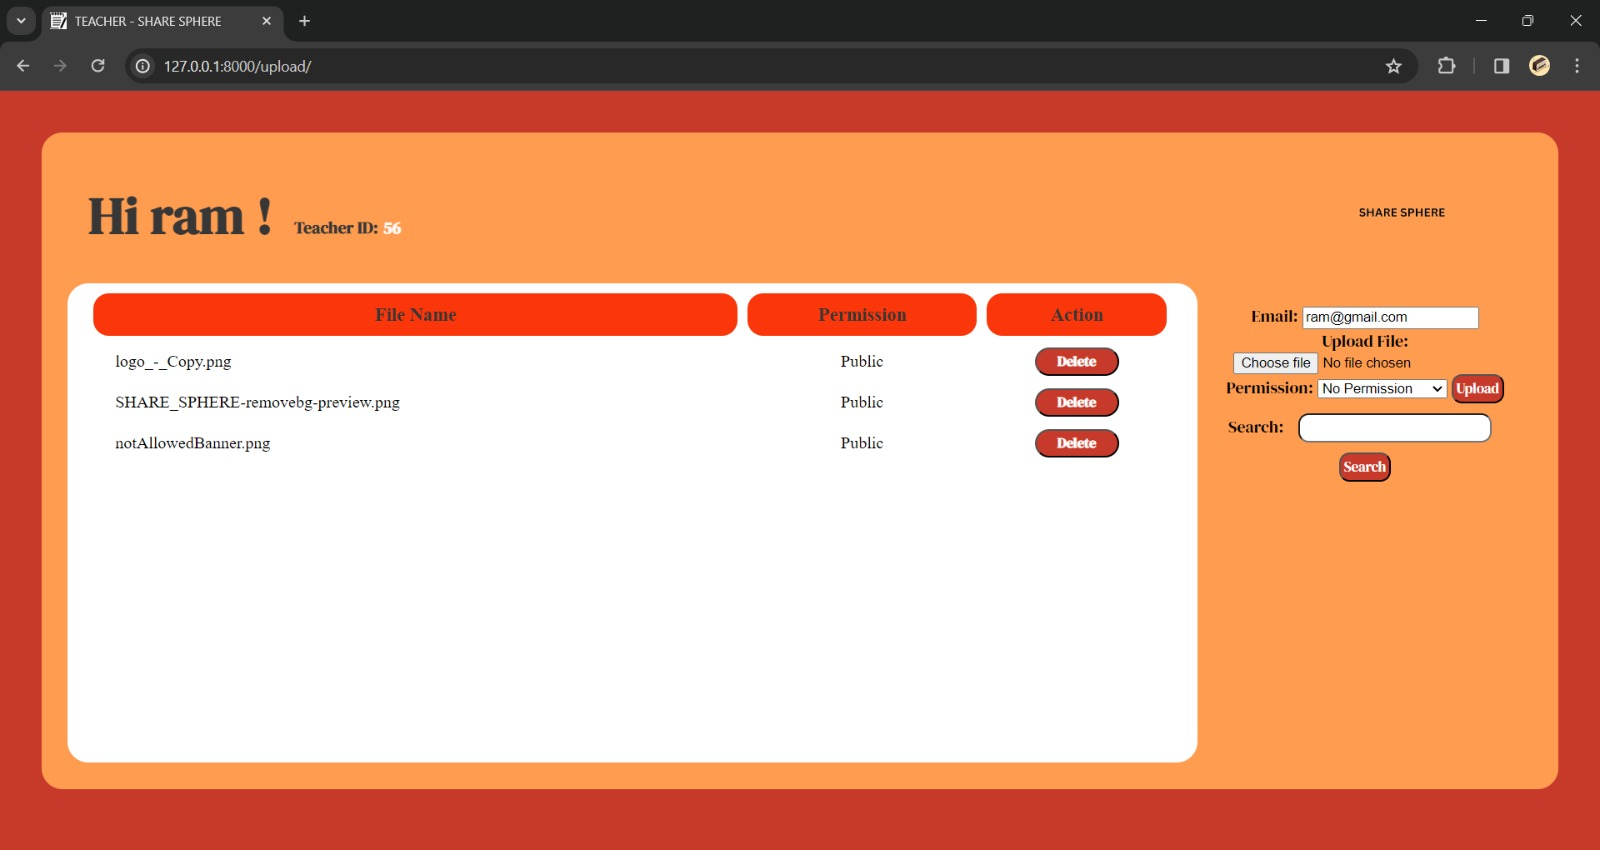 TEACHER - SHARE SPHERE
127.0.0.1:8000/upload/
Hi ram ! Teacher ID: 56
SHARE SPHERE
File Name Permission Action
logo_-_Copy.png Public Delete
SHARE_SPHERE-removebg-preview.png Public Delete
notAllowedBanner.png Public Delete
Email: ram@gmail.com
Upload File:
Choose file No file chosen
Permission: No Permission Upload
Search:
Search